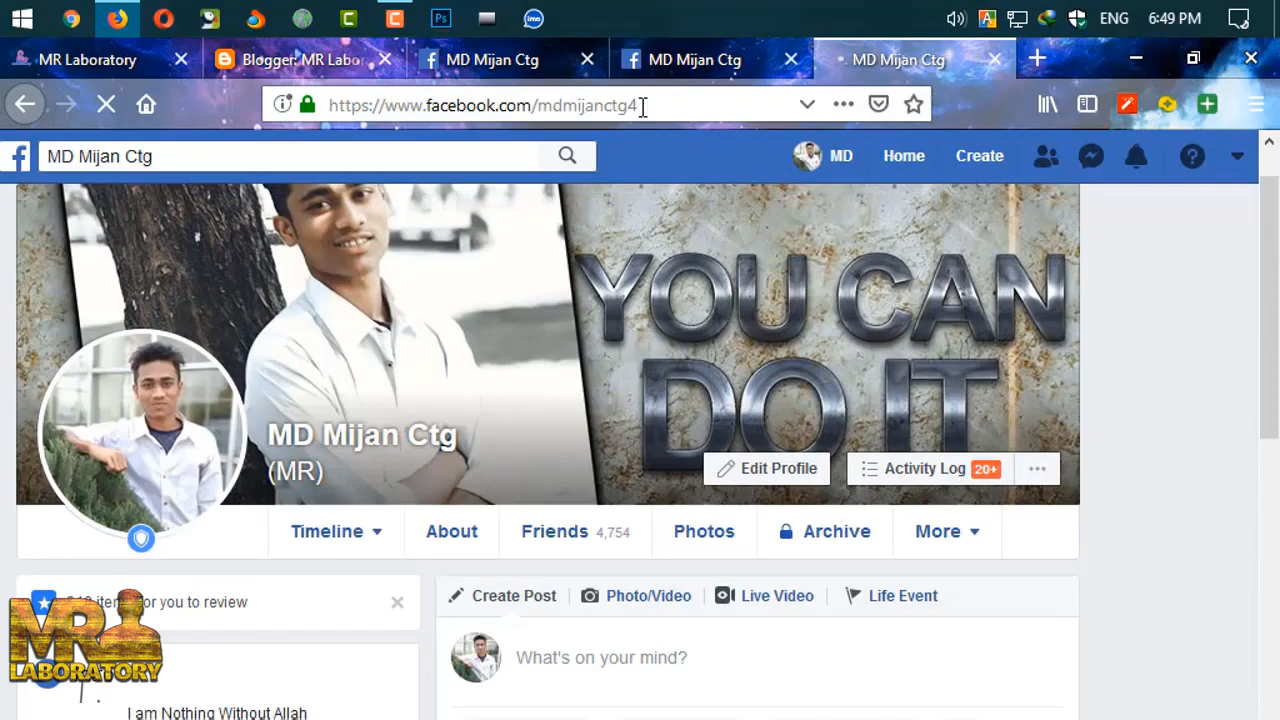 Ps
imo
A
ENG 6:49 PM
MR Laboratory
Blogger: MR Labo
MD Mijan Ctg
MD Mijan Ctg
MD Mijan Ctg
https://www.facebook.com/mdmijanctg4
MD Mijan Ctg
MD
Home
Create
YOU CAN
DO IT
MD Mijan Ctg
(MR)
Edit Profile
Activity Log 20+
Timeline
About
Friends 4,754
Photos
Archive
More
items for you to review
Create Post
Photo/Video
Live Video
Life Event
MR
LABORATORY
What's on your mind?
I am Nothing Without Allah